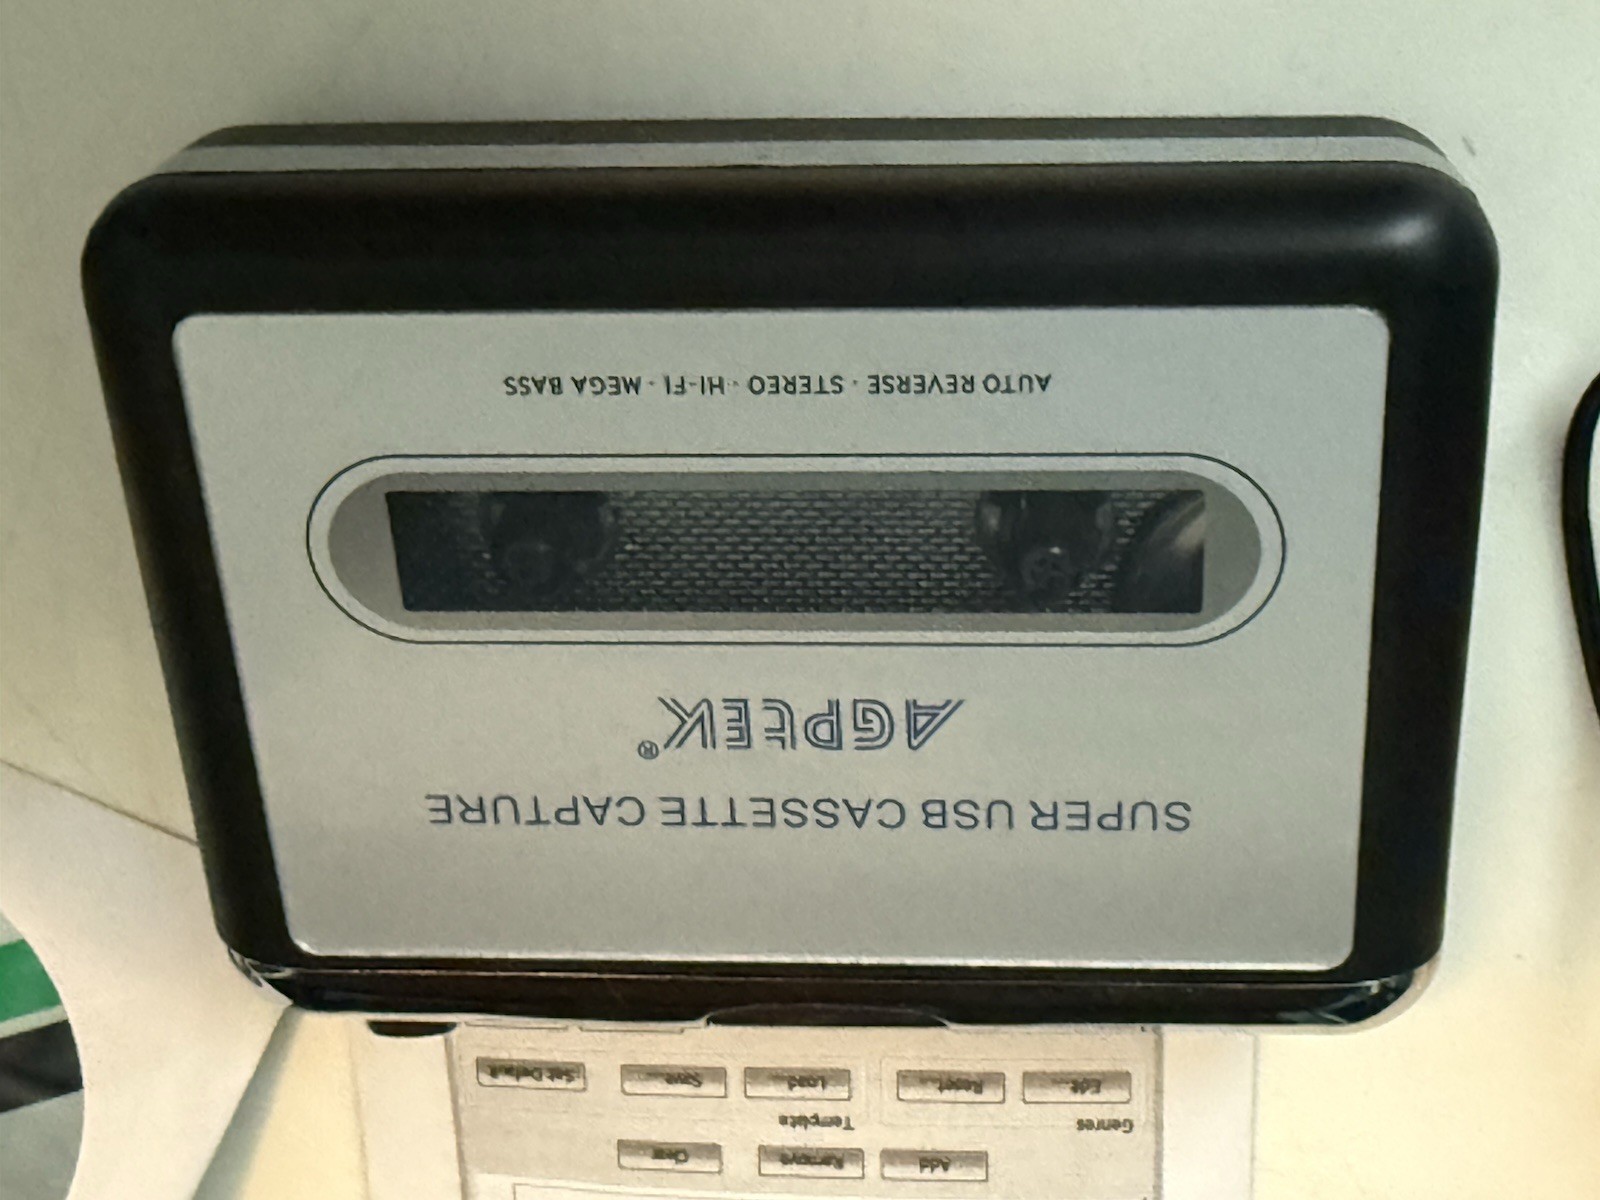 Add Remove Clear
Genres Template
Edit... Reset... Load... Save... Set Default
SUPER USB CASSETTE CAPTURE
AGPtEK®
AUTO REVERSE · STEREO · HI-FI · MEGA BASS